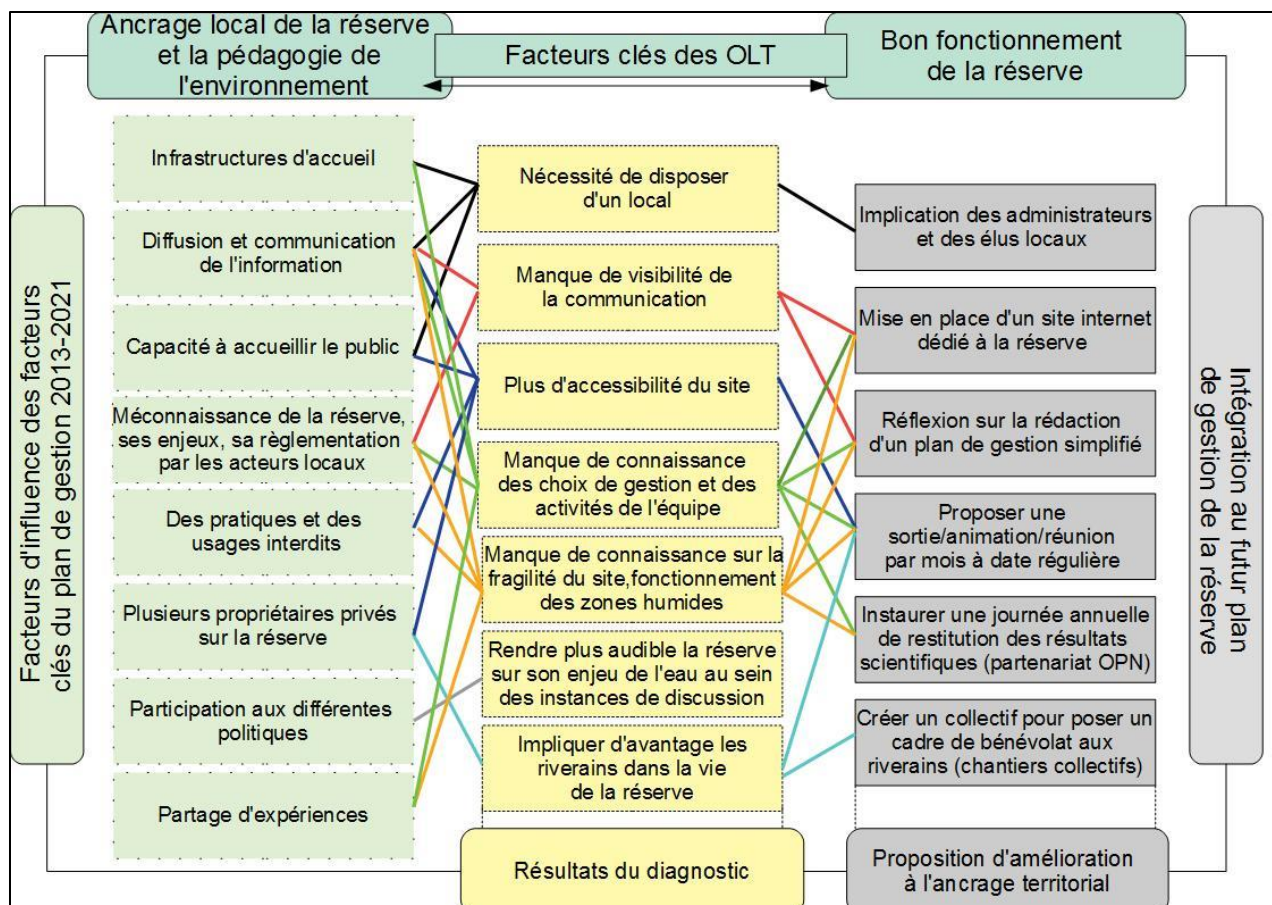 Ancrage local de la réserve
et la pédagogie de
l'environnement
Facteurs clés des OLT
Bon fonctionnement
de la réserve
Facteurs d'influence des facteurs
clés du plan de gestion 2013-2021
Infrastructures d'accueil
Diffusion et communication
de l'information
Capacité à accueillir le public
Méconnaissance de la réserve,
ses enjeux, sa règlementation
par les acteurs locaux
Des pratiques et des
usages interdits
Plusieurs propriétaires privés
sur la réserve
Participation aux différentes
politiques
Partage d'expériences
Nécessité de disposer
d'un local
Manque de visibilité de
la communication
Plus d'accessibilité du site
Manque de connaissance
des choix de gestion et des
activités de l'équipe
Manque de connaissance sur la
fragilité du site,fonctionnement
des zones humides
Rendre plus audible la réserve
sur son enjeu de l'eau au sein
des instances de discussion
Impliquer d'avantage les
riverains dans la vie
de la réserve
Résultats du diagnostic
Implication des administrateurs
et des élus locaux
Mise en place d'un site internet
dédié à la réserve
Réflexion sur la rédaction
d'un plan de gestion simplifié
Proposer une
sortie/animation/réunion
par mois à date régulière
Instaurer une journée annuelle
de restitution des résultats
scientifiques (partenariat OPN)
Créer un collectif pour poser un
cadre de bénévolat aux
riverains (chantiers collectifs)
Proposition d'amélioration
à l'ancrage territorial
Intégration au futur plan
de gestion de la réserve